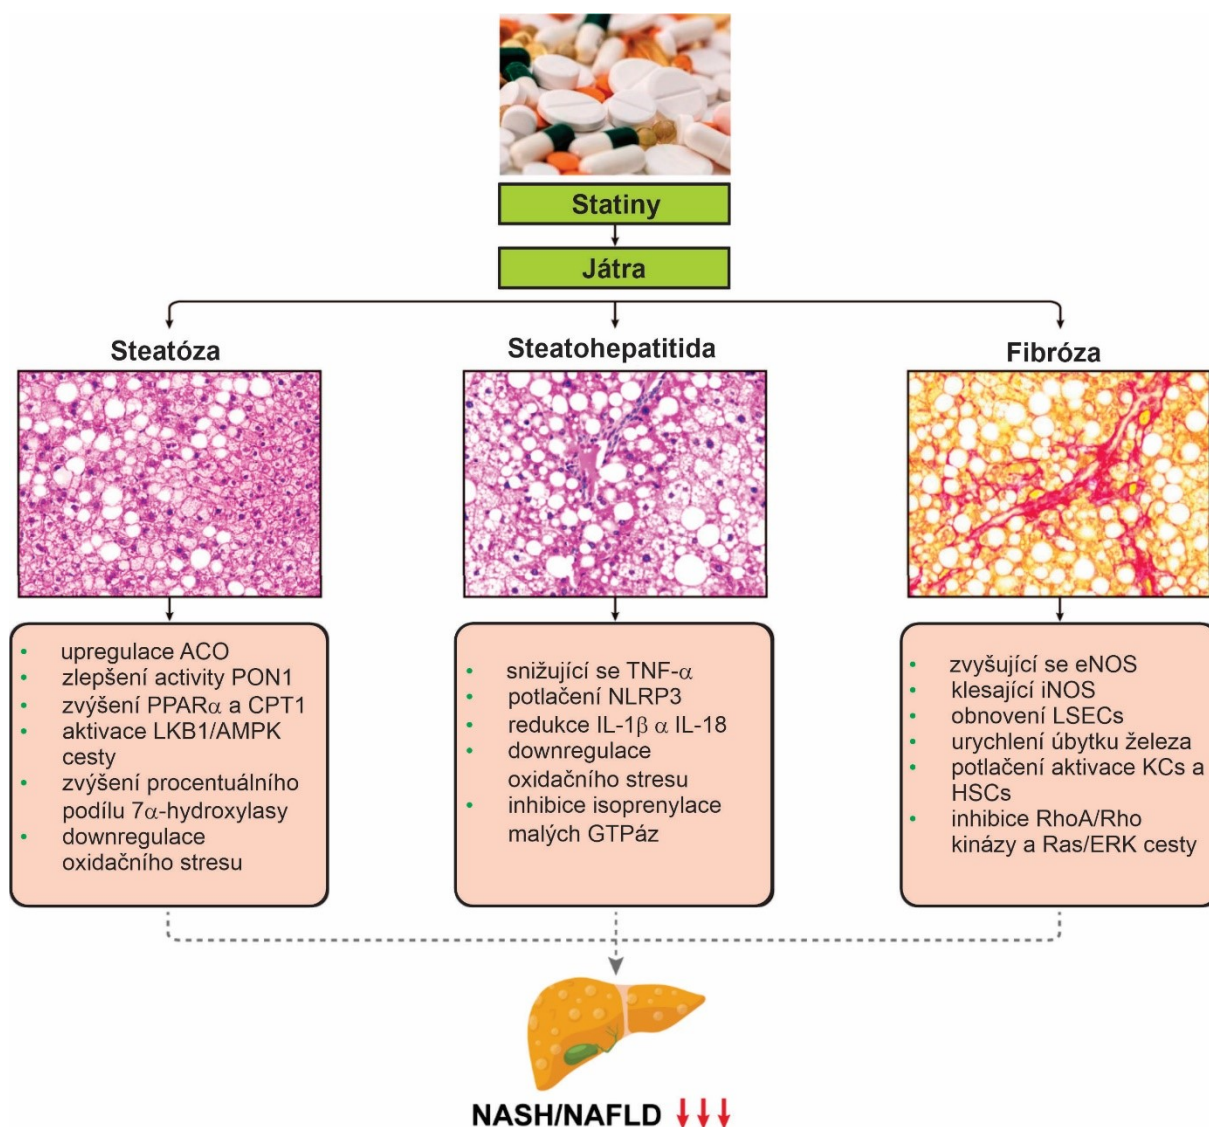 Statiny
Játra
Steatóza
Steatohepatitida
Fibróza
• upregulace ACO
• zlepšení activity PON1
• zvýšení PPARα a CPT1
• aktivace LKB1/AMPK
cesty
• zvýšení procentuálního
podílu 7α-hydroxylasy
• downregulace
oxidačního stresu
• snižující se TNF-α
• potlačení NLRP3
• redukce IL-1β α IL-18
• downregulace
oxidačního stresu
• inhibice isoprenylace
malých GTPáz
• zvyšující se eNOS
• klesající iNOS
• obnovení LSECs
• urychlení úbytku železa
• potlačení aktivace KCs a
HSCs
• inhibice RhoA/Rho
kinázy a Ras/ERK cesty
NASH/NAFLD ↓↓↓